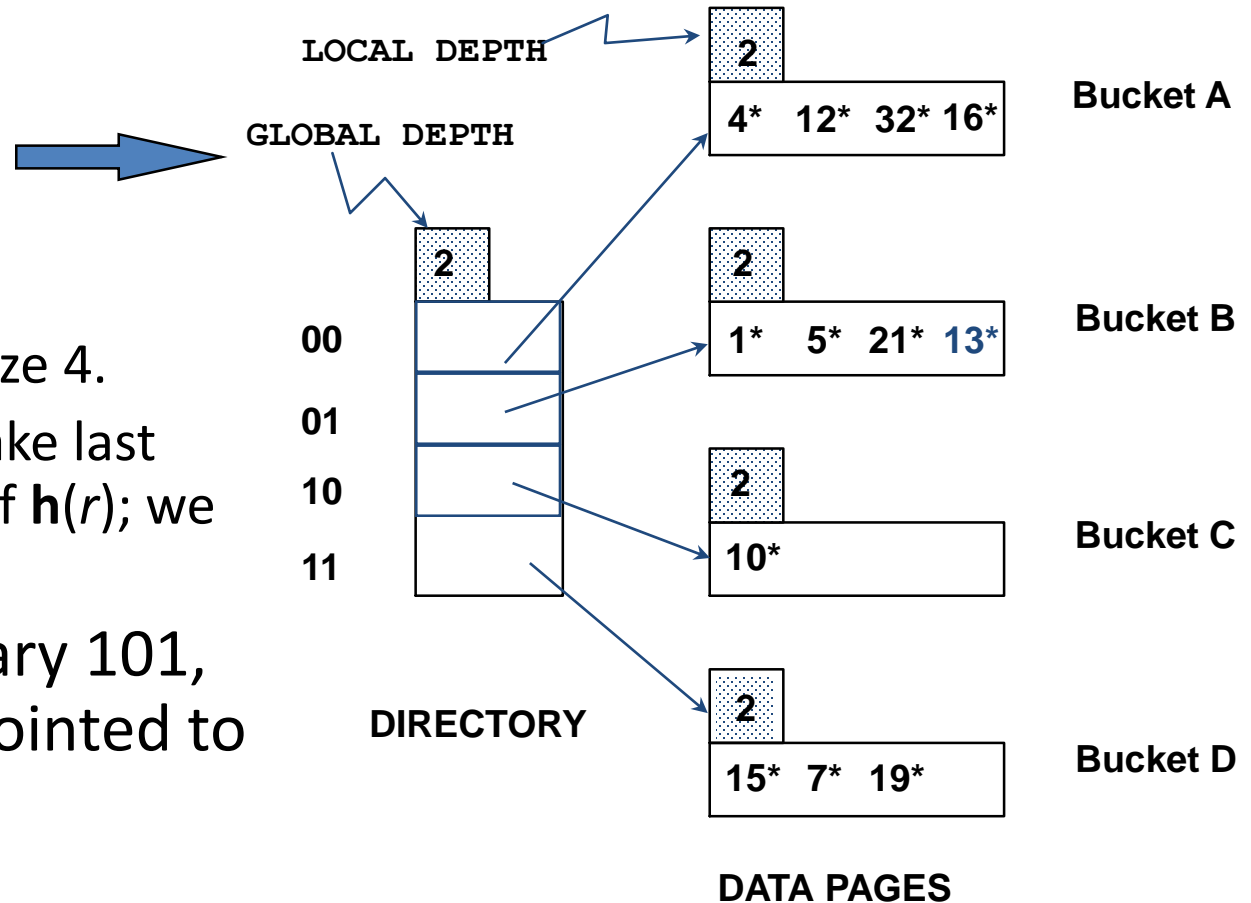 LOCAL DEPTH
GLOBAL DEPTH
2
4* 12* 32* 16*
Bucket A
2
00
01
10
11
2
1* 5* 21* 13*
Bucket B
2
10*
Bucket C
2
15* 7* 19*
Bucket D
DIRECTORY
DATA PAGES
ze 4.
ke last
f h(r); we
ary 101,
ointed to